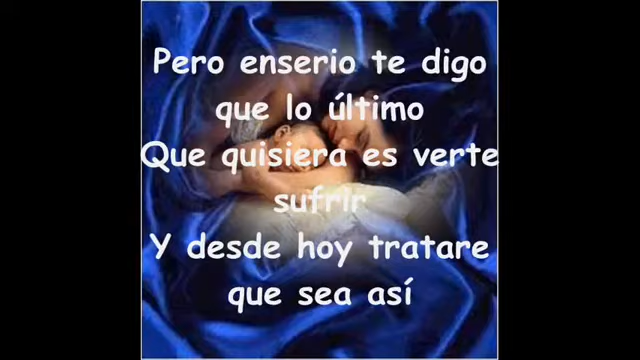 Pero enserio te digo
que lo último
Que quisiera es verte
sufrir
Y desde hoy tratare
que sea así